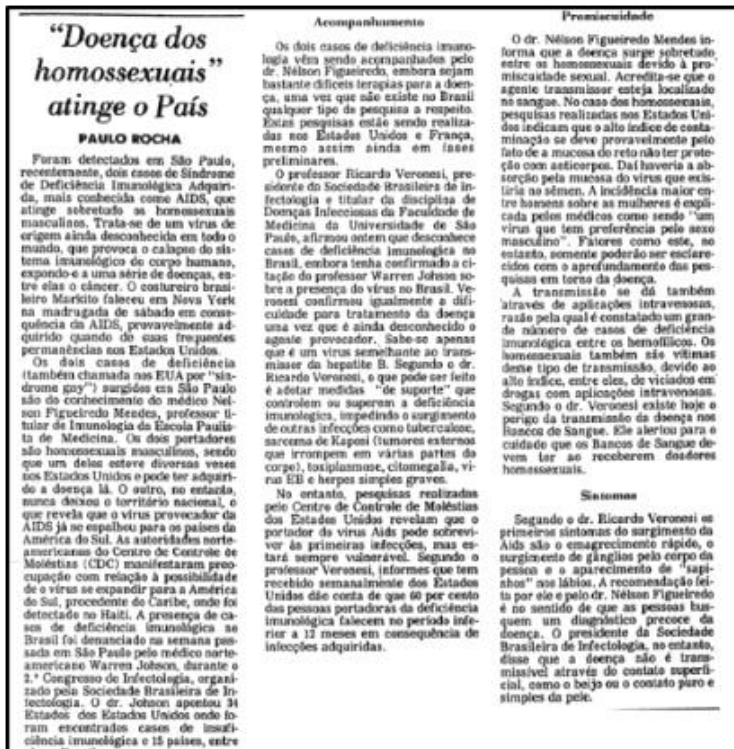 “Doença dos
homossexuais”
atinge o País
PAULO ROCHA
Foram detectados em São Paulo,
recentemente, dois casos de Síndrome
de Deficiência Imunológica Adquiri-
da, mais conhecida como AIDS, que
atinge sobretudo os homossexuais
masculinos. Trata-se de um vírus de
origem ainda desconhecida em todo o
mundo, que provoca o colapso do sis-
tema imunológico do corpo humano,
expondo-o a uma série de doenças, en-
tre elas o câncer. O costureiro brasi-
leiro Markito faleceu em Nova York
na madrugada de sábado em conse-
quência da AIDS, provavelmente ad-
quirido quando de suas frequentes
permanências nos Estados Unidos.
Os dois casos de deficiência
(também chamada nos EUA por “sín-
drome gay”) surgidos em São Paulo
são do conhecimento do médico Nel-
son Figueiredo Mendes, professor ti-
tular de Imunologia da Escola Paulis-
ta de Medicina. Os dois portadores
são homossexuais masculinos, sendo
que um deles esteve diversas vezes
nos Estados Unidos e pode ter adquiri-
do a doença lá. O outro, no entanto,
nunca deixou o território nacional, o
que revela que o vírus provocador da
AIDS já se espalhou para os países da
América do Sul. As autoridades norte-
americanas do Centro de Controle de
Moléstias (CDC) manifestaram preo-
cupação com relação à possibilidade
de o vírus se expandir para a América
do Sul, procedente do Caribe, onde foi
detectado no Haiti. A presença de ca-
sos de deficiência imunológica no
Brasil foi denunciado na semana pas-
sada em São Paulo pelo médico norte-
americano Warren Johson, durante o
2.º Congresso de Infectologia, organi-
zado pela Sociedade Brasileira de In-
fectologia. O dr. Johson apontou 34
Estados dos Estados Unidos onde fo-
ram encontrados casos de insufi-
ciência imunológica e 15 países, entre
Acompanhamento
Os dois casos de deficiência imuno-
logia vêm sendo acompanhados pelo
dr. Nélson Figueiredo, embora sejam
bastante difíceis terapias para a doen-
ça, uma vez que não existe no Brasil
qualquer tipo de pesquisa a respeito.
Estas pesquisas estão sendo realiza-
das nos Estados Unidos e França,
mesmo assim ainda em fases
preliminares.
O professor Ricardo Veronesi, pre-
sidente da Sociedade Brasileira de In-
fectologia e titular da disciplina de
Doenças Infecciosas da Faculdade de
Medicina da Universidade de São
Paulo, afirmou ontem que desconhece
casos de deficiência imunologica no
Brasil, embora tenha confirmado a ci-
tação do professor Warren Johson so-
bre a presença do vírus no Brasil. Ve-
ronesi confirmou igualmente a difi-
culdade para tratamento da doença
uma vez que é ainda desconhecido o
agente provocador. Sabe-se apenas
que é um vírus semelhante ao trans-
missor da hepatite B. Segundo o dr.
Ricardo Veronesi, o que pode ser feito
é adotar medidas “de suporte” que
controlem ou superem a deficiência
imunologica, impedindo o surgimento
de outras infecções como tuberculose,
sarcoma de Kaposi (tumores externos
que irrompem em várias partes do
corpo), toxiplasmose, citomegalia, vi-
rus EB e herpes simples graves.
No entanto, pesquisas realizadas
pelo Centro de Controle de Moléstias
dos Estados Unidos revelam que o
portador do vírus Aids pode sobrevi-
ver às primeiras infecções, mas es-
tará sempre vulnerável. Segundo o
professor Veronesi, informes que tem
recebido semanalmente dos Estados
Unidos dão conta de que 60 por cento
das pessoas portadoras da deficiência
imunológica falecem no período infe-
rior a 12 meses em consequência de
infecções adquiridas.
Promiscuidade
O dr. Nélson Figueiredo Mendes in-
forma que a doença surge sobretudo
entre os homossexuais devido à pro-
miscuidade sexual. Acredita-se que o
agente transmissor esteja localizado
no sangue. No caso dos homossexuais,
pesquisas realizadas nos Estados Uni-
dos indicam que o alto índice de conta-
minação se deve provavelmente pelo
fato de a mucosa do reto não ter prote-
ção com anticorpos. Daí haveria a ab-
sorção pela mucosa do vírus que exis-
tiria no sêmen. A incidência maior en-
tre homens sobre as mulheres é expli-
cada pelos médicos como sendo “um
vírus que tem preferência pelo sexo
masculino”. Fatores como este, no
entanto, somente poderão ser esclare-
cidos com o aprofundamento das pes-
quisas em torno da doença.
A transmissão se dá também
através de aplicações intravenosas,
razão pela qual é constatado um gran-
de número de casos de deficiência
imunológica entre os hemofílicos. Os
homossexuais também são vítimas
desse tipo de transmissão, devido ao
alto índice, entre eles, de viciados em
drogas com aplicações intravenosas.
Segundo o dr. Veronesi existe hoje o
perigo da transmissão da doença nos
Bancos de Sangue. Ele alertou para o
cuidado que os Bancos de Sangue de-
vem ter ao receberem doadores
homossexuais.
Sintomas
Segundo o dr. Ricardo Veronesi os
primeiros sintomas do surgimento da
Aids são o emagrecimento rápido, o
surgimento de gânglios pelo corpo da
pessoa e o aparecimento de “sapi-
nhos” nos lábios. A recomendação fei-
ta por ele e pelo dr. Nélson Figueiredo
é no sentido de que as pessoas bus-
quem um diagnóstico precoce da
doença. O presidente da Sociedade
Brasileira de Infectologia, no entanto,
disse que a doença não é trans-
missível através do contato superfi-
cial, como o beijo ou o contato puro e
simples da pele.